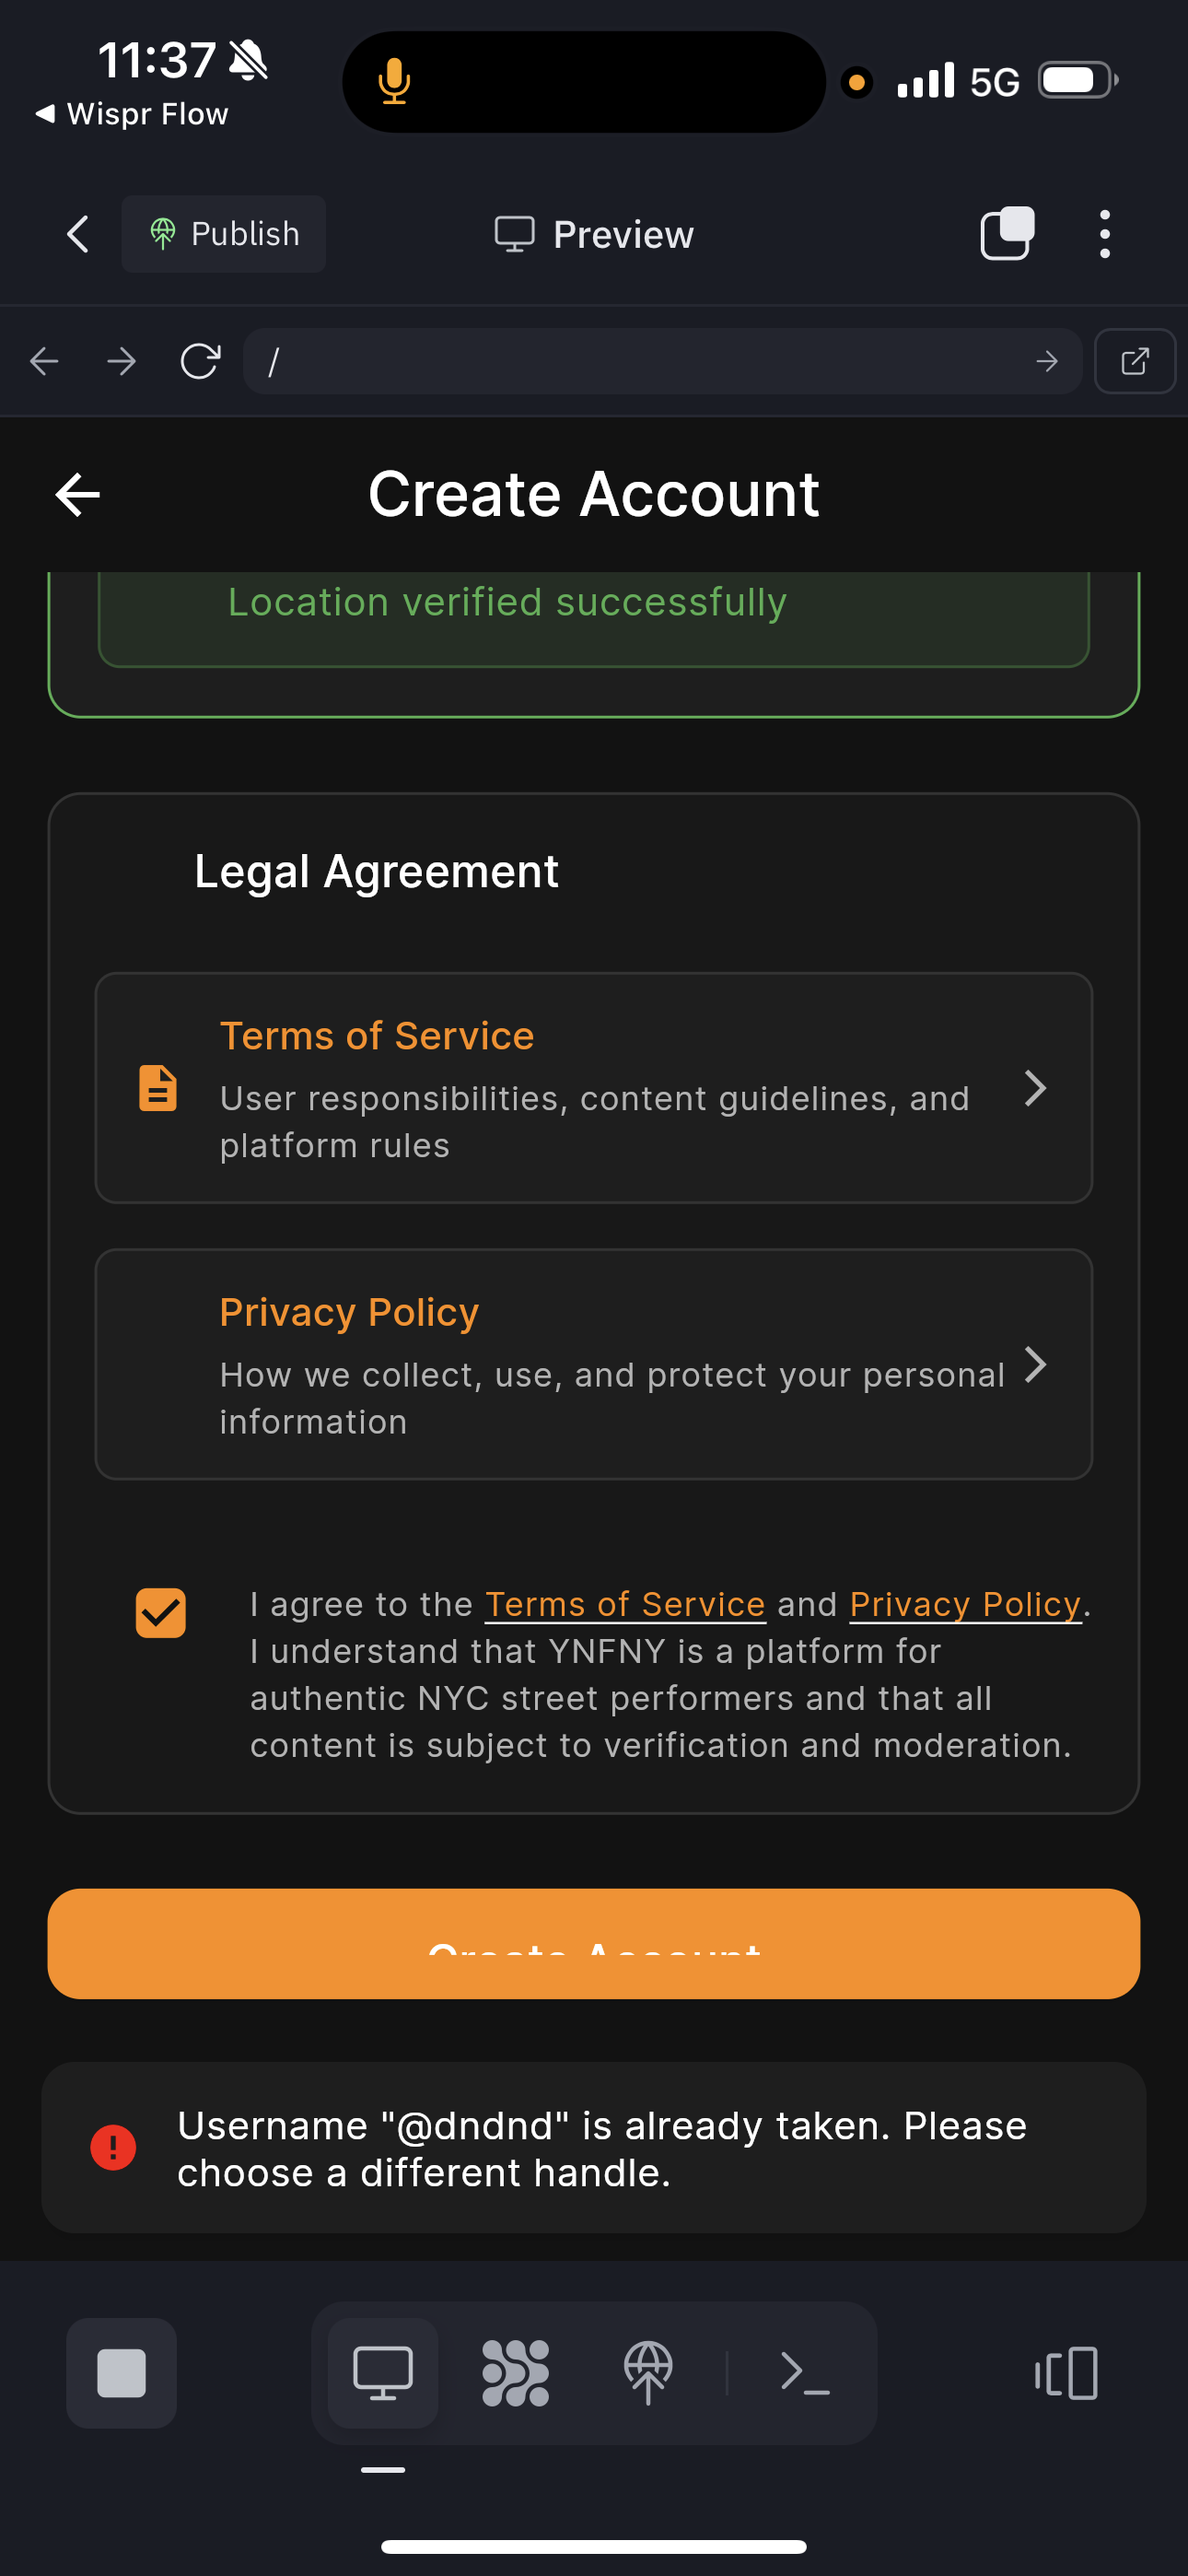 11:37
5G
Wispr Flow
Publish
Preview
/
Create Account
Location verified successfully
Legal Agreement
Terms of Service
User responsibilities, content guidelines, and
platform rules
Privacy Policy
How we collect, use, and protect your personal
information
I agree to the Terms of Service and Privacy Policy.
I understand that YNFNY is a platform for
authentic NYC street performers and that all
content is subject to verification and moderation.
Create Account
Username "@dndnd" is already taken. Please
choose a different handle.